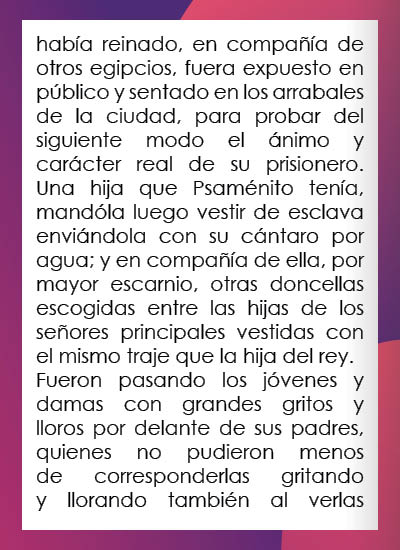 había reinado, en compañía de
otros egipcios, fuera expuesto en
público y sentado en los arrabales
de la ciudad, para probar del
siguiente modo el ánimo y
carácter real de su prisionero.
Una hija que Psaménito tenía,
mandóla luego vestir de esclava
enviándola con su cántaro por
agua; y en compañía de ella, por
mayor escarnio, otras doncellas
escogidas entre las hijas de los
señores principales vestidas con
el mismo traje que la hija del rey.
Fueron pasando los jóvenes y
damas con grandes gritos y
lloros por delante de sus padres,
quienes no pudieron menos
de corresponderlas gritando
y llorando también al verlas